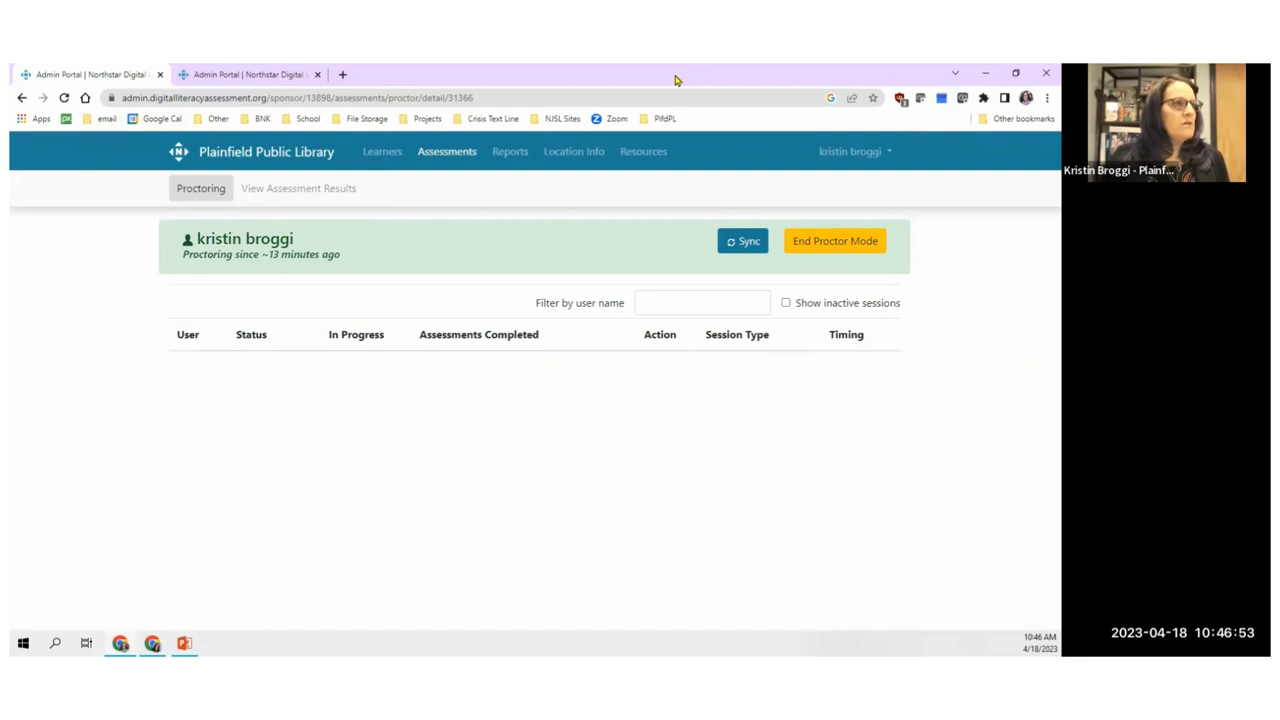 Admin Portal | Northstar Digital
Admin Portal | Northstar Digital
admin.digitalliteracyassessment.org/sponsor/13898/assessments/proctor/detail/31366
Apps email Google Cal Other BNK School File Storage Projects Crisis Text Line NJSL Sites Zoom PlfdPL Other bookmarks
N Plainfield Public Library Learners Assessments Reports Location Info Resources kristin broggi
Proctoring View Assessment Results
kristin broggi
Proctoring since ~13 minutes ago
Sync End Proctor Mode
Filter by user name Show inactive sessions
User Status In Progress Assessments Completed Action Session Type Timing
Kristin Broggi - Plainf...
10:46 AM
4/18/2023
2023-04-18 10:46:53